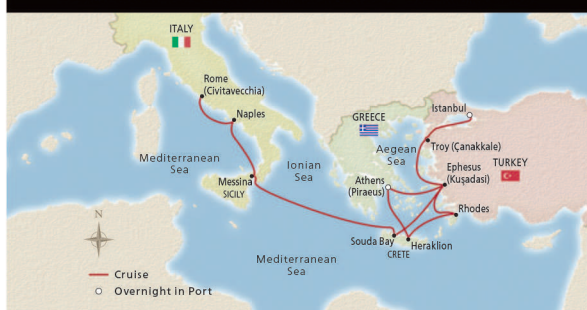 ITALY
Rome
(Civitavecchia)
Naples
GREECE
Istanbul
Troy (Çanakkale)
Aegean
Sea
TURKEY
Ephesus
(Kuşadasi)
Mediterranean
Sea
Ionian
Sea
Athens
(Piraeus)
Messina
SICILY
Rhodes
Souda Bay
Heraklion
CRETE
N
Mediterranean
Sea
Cruise
Overnight in Port